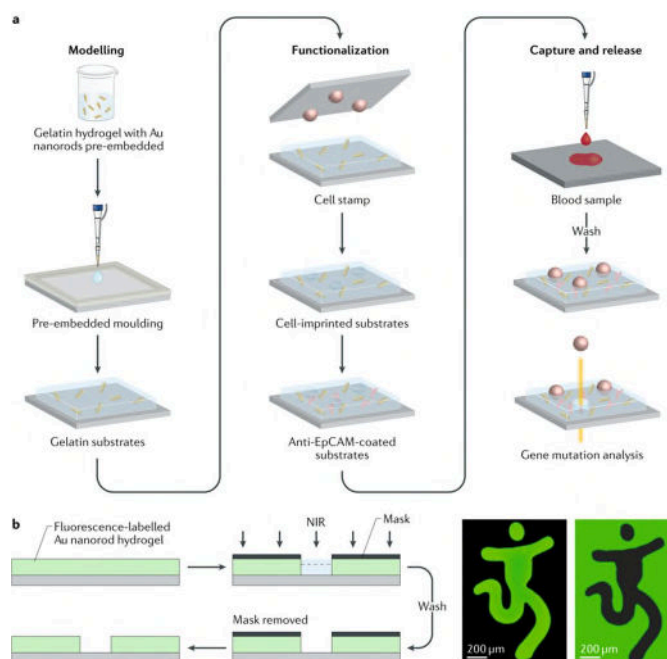 a
Modelling
Gelatin hydrogel with Au
nanorods pre-embedded
Pre-embedded moulding
Gelatin substrates
Functionalization
Cell stamp
Cell-imprinted substrates
Anti-EpCAM-coated
substrates
Capture and release
Blood sample
Wash
Gene mutation analysis
b
Fluorescence-labelled
Au nanorod hydrogel
NIR
Mask
Wash
Mask removed
200 μm
200 μm